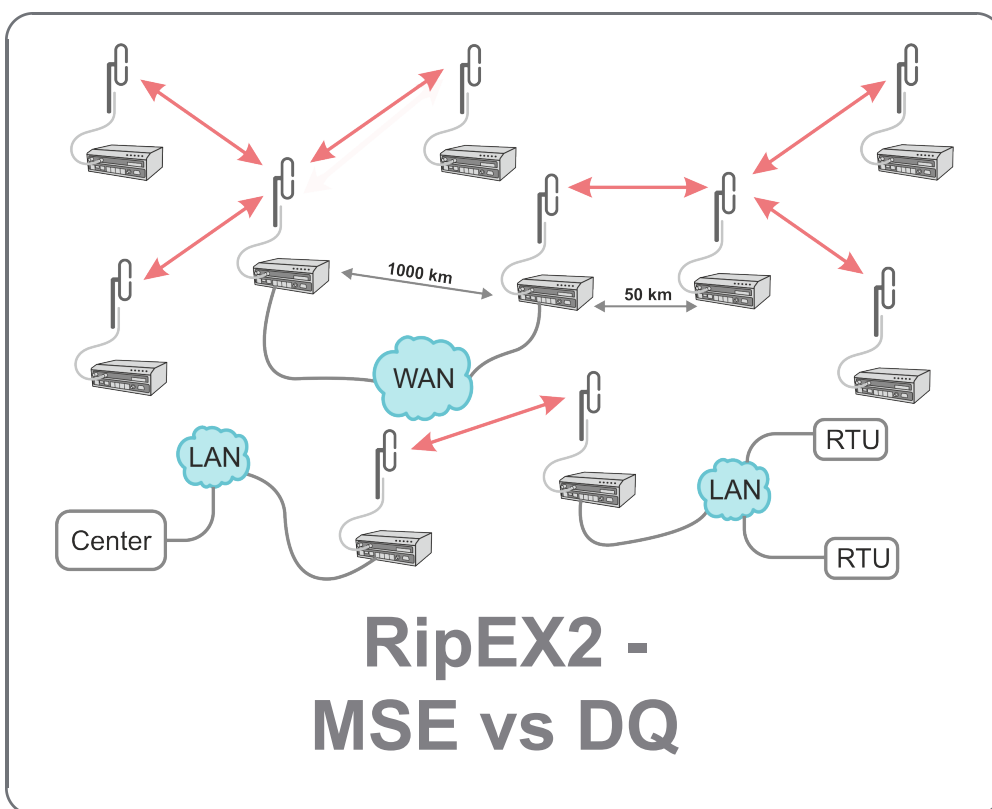 1000 km
50 km
WAN
RTU
LAN
LAN
Center
RTU
RipEX2 -
MSE vs DQ